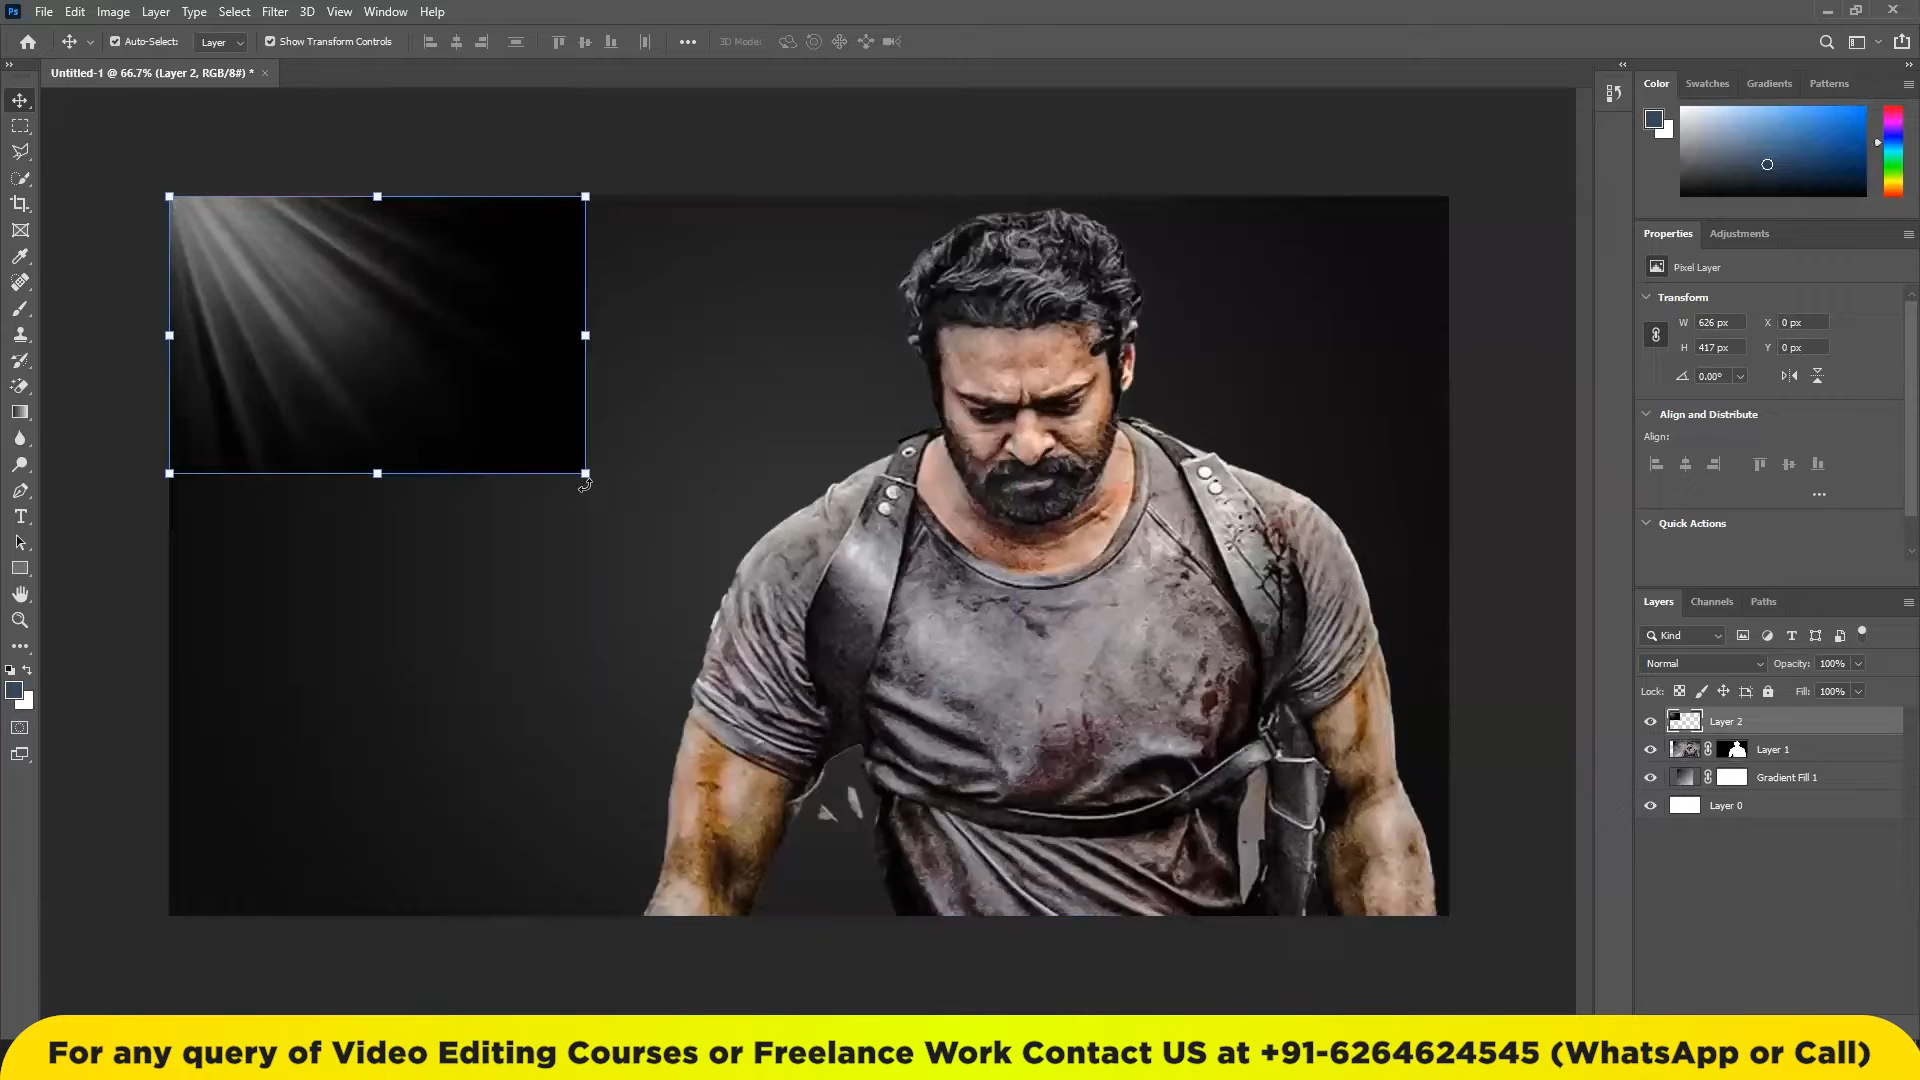 Ps File Edit Image Layer Type Select Filter 3D View Window Help
Auto-Select: Layer Show Transform Controls 3D Mode:
Untitled-1 @ 66.7% (Layer 2, RGB/8#) *
Color Swatches Gradients Patterns
Properties Adjustments
Pixel Layer
Transform
W 626 px X 0 px
H 417 px Y 0 px
0.00°
Align and Distribute
Align:
Quick Actions
Layers Channels Paths
Kind
Normal Opacity: 100%
Lock: Fill: 100%
Layer 2
Layer 1
Gradient Fill 1
Layer 0
For any query of Video Editing Courses or Freelance Work Contact US at +91-6264624545 (WhatsApp or Call)